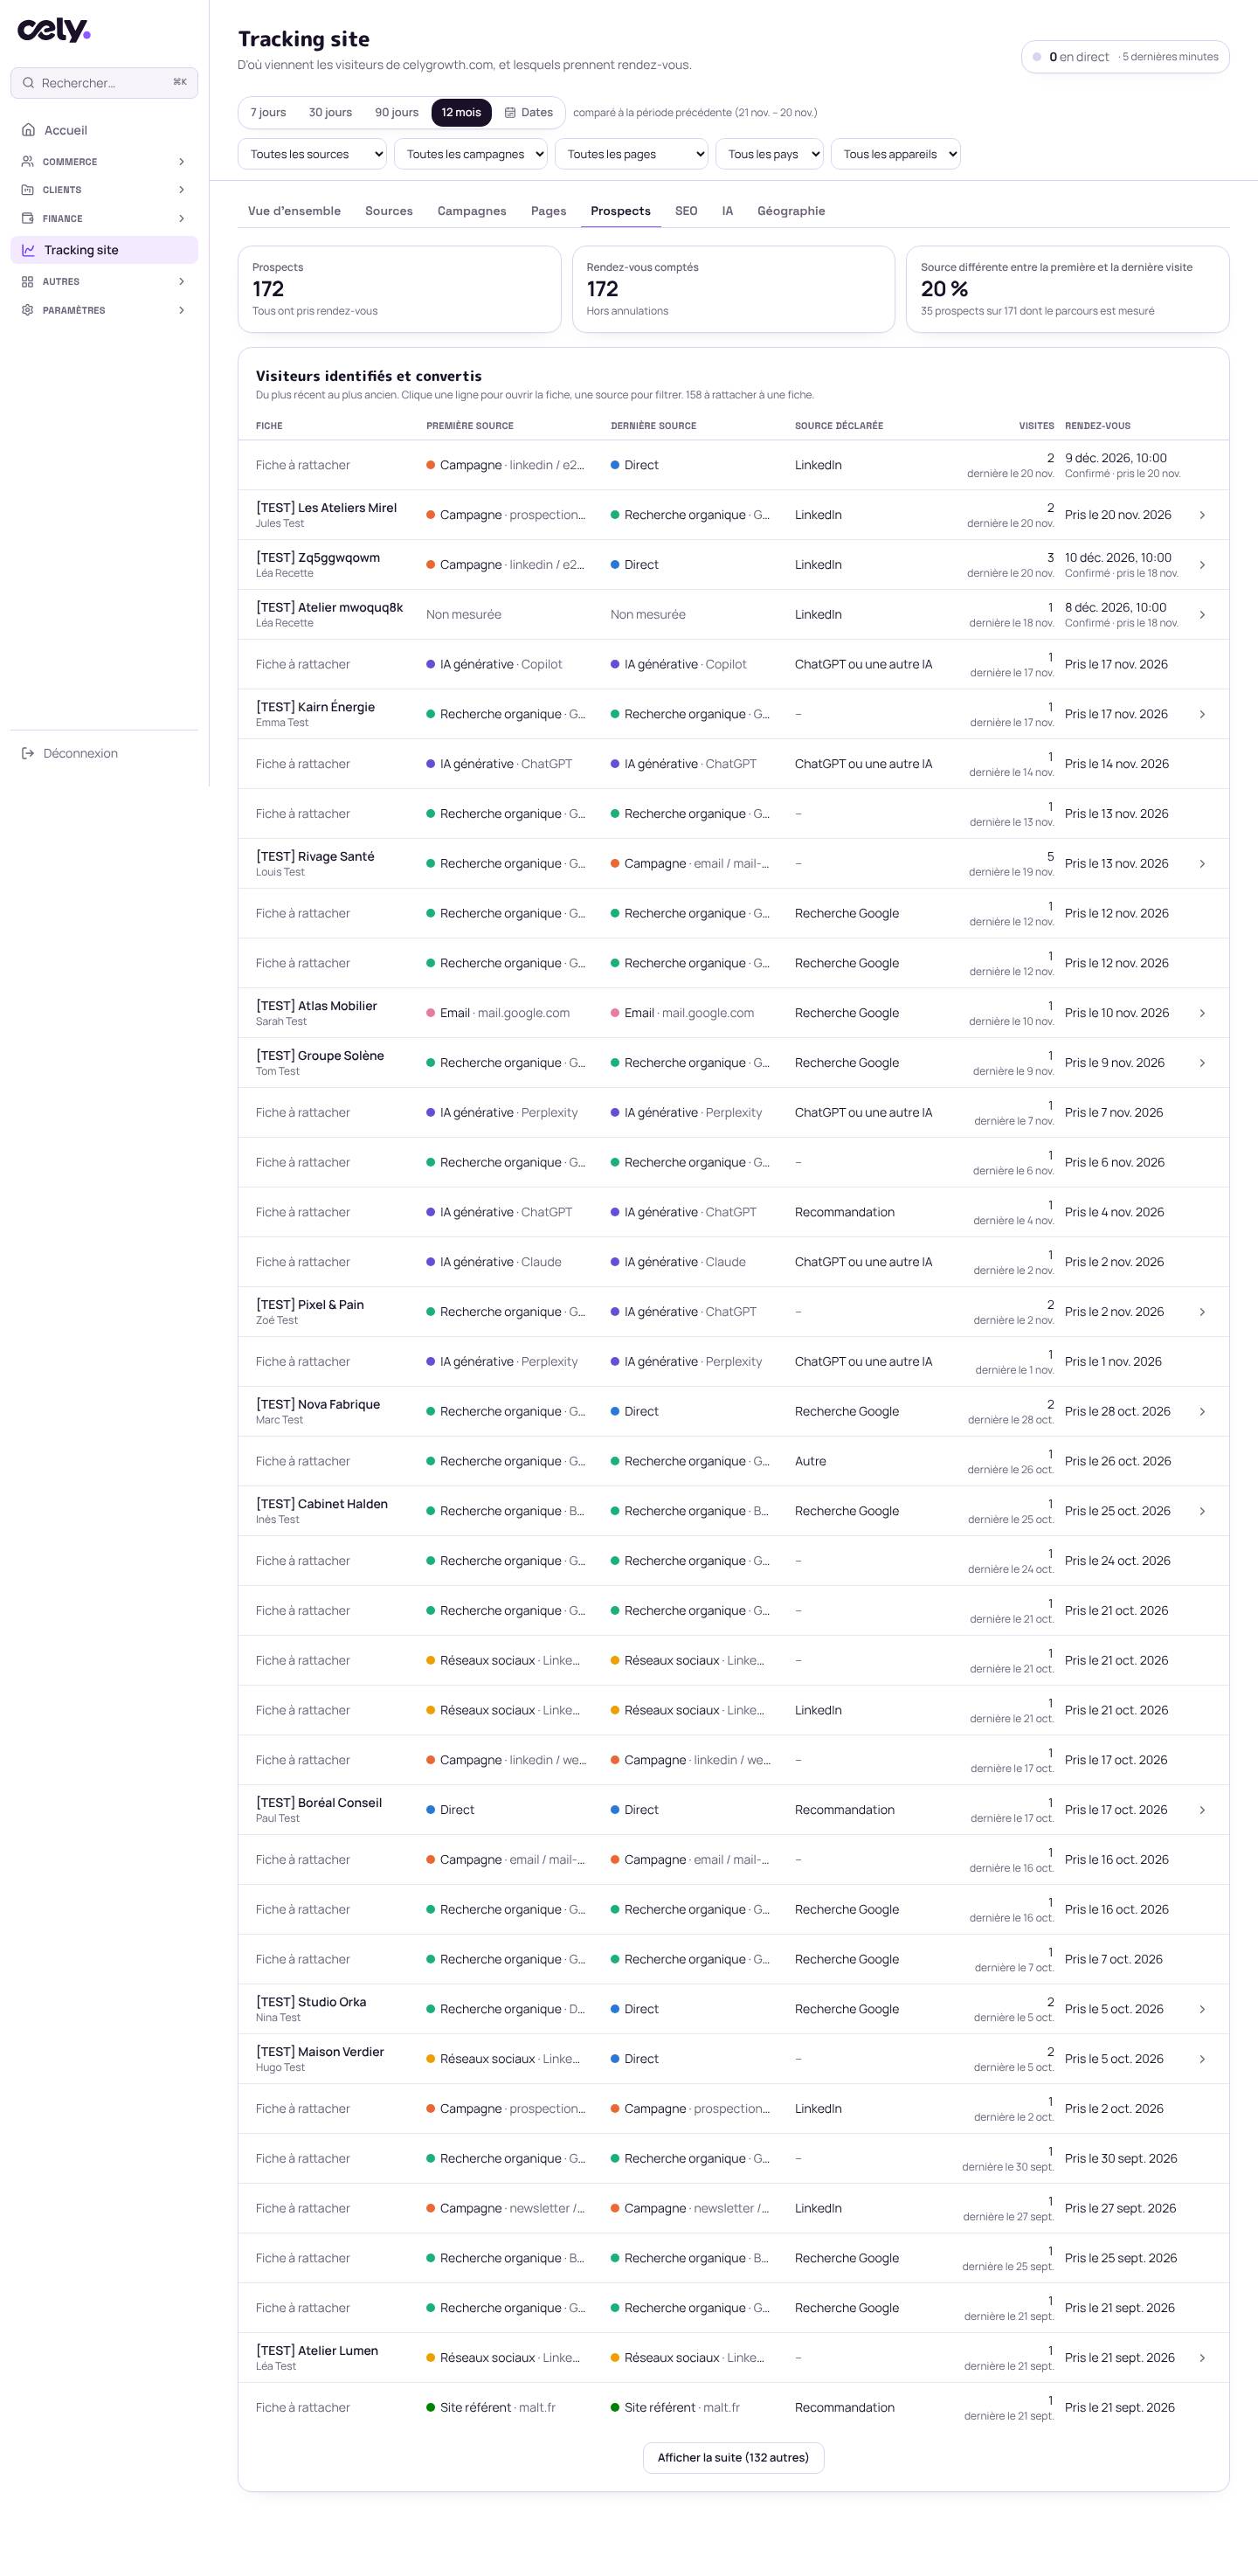 cely.
Rechercher... ⌘K
Accueil
COMMERCE
CLIENTS
FINANCE
Tracking site
AUTRES
PARAMÈTRES
Déconnexion
Tracking site
D'où viennent les visiteurs de celygrowth.com, et lesquels prennent rendez-vous.
0 en direct · 5 dernières minutes
7 jours 30 jours 90 jours 12 mois Dates comparé à la période précédente (21 nov. – 20 nov.)
Toutes les sources Toutes les campagnes Toutes les pages Tous les pays Tous les appareils
Vue d'ensemble Sources Campagnes Pages Prospects SEO IA Géographie
Prospects
172
Tous ont pris rendez-vous
Rendez-vous comptés
172
Hors annulations
Source différente entre la première et la dernière visite
20 %
35 prospects sur 171 dont le parcours est mesuré
Visiteurs identifiés et convertis
Du plus récent au plus ancien. Clique une ligne pour ouvrir la fiche, une source pour filtrer. 158 à rattacher à une fiche.
FICHE PREMIÈRE SOURCE DERNIÈRE SOURCE SOURCE DÉCLARÉE VISITES RENDEZ-VOUS
Fiche à rattacher Campagne · linkedin / e2... Direct LinkedIn 2 9 déc. 2026, 10:00
dernière le 20 nov. Confirmé · pris le 20 nov.
[TEST] Les Ateliers Mirel Campagne · prospection... Recherche organique · G... LinkedIn 2 Pris le 20 nov. 2026
Jules Test dernière le 20 nov.
[TEST] Zq5ggwqowm Campagne · linkedin / e2... Direct LinkedIn 3 10 déc. 2026, 10:00
Léa Recette dernière le 20 nov. Confirmé · pris le 18 nov.
[TEST] Atelier mwoquq8k Non mesurée Non mesurée LinkedIn 1 8 déc. 2026, 10:00
Léa Recette dernière le 18 nov. Confirmé · pris le 18 nov.
Fiche à rattacher IA générative · Copilot IA générative · Copilot ChatGPT ou une autre IA 1 Pris le 17 nov. 2026
dernière le 17 nov.
[TEST] Kairn Énergie Recherche organique · G... Recherche organique · G... – 1 Pris le 17 nov. 2026
Emma Test dernière le 17 nov.
Fiche à rattacher IA générative · ChatGPT IA générative · ChatGPT ChatGPT ou une autre IA 1 Pris le 14 nov. 2026
dernière le 14 nov.
Fiche à rattacher Recherche organique · G... Recherche organique · G... – 1 Pris le 13 nov. 2026
dernière le 13 nov.
[TEST] Rivage Santé Recherche organique · G... Campagne · email / mail-... – 5 Pris le 13 nov. 2026
Louis Test dernière le 19 nov.
Fiche à rattacher Recherche organique · G... Recherche organique · G... Recherche Google 1 Pris le 12 nov. 2026
dernière le 12 nov.
Fiche à rattacher Recherche organique · G... Recherche organique · G... Recherche Google 1 Pris le 12 nov. 2026
dernière le 12 nov.
[TEST] Atlas Mobilier Email · mail.google.com Email · mail.google.com Recherche Google 1 Pris le 10 nov. 2026
Sarah Test dernière le 10 nov.
[TEST] Groupe Solène Recherche organique · G... Recherche organique · G... Recherche Google 1 Pris le 9 nov. 2026
Tom Test dernière le 9 nov.
Fiche à rattacher IA générative · Perplexity IA générative · Perplexity ChatGPT ou une autre IA 1 Pris le 7 nov. 2026
dernière le 7 nov.
Fiche à rattacher Recherche organique · G... Recherche organique · G... – 1 Pris le 6 nov. 2026
dernière le 6 nov.
Fiche à rattacher IA générative · ChatGPT IA générative · ChatGPT Recommandation 1 Pris le 4 nov. 2026
dernière le 4 nov.
Fiche à rattacher IA générative · Claude IA générative · Claude ChatGPT ou une autre IA 1 Pris le 2 nov. 2026
dernière le 2 nov.
[TEST] Pixel & Pain Recherche organique · G... IA générative · ChatGPT – 2 Pris le 2 nov. 2026
Zoé Test dernière le 2 nov.
Fiche à rattacher IA générative · Perplexity IA générative · Perplexity ChatGPT ou une autre IA 1 Pris le 1 nov. 2026
dernière le 1 nov.
[TEST] Nova Fabrique Recherche organique · G... Direct Recherche Google 2 Pris le 28 oct. 2026
Marc Test dernière le 28 oct.
Fiche à rattacher Recherche organique · G... Recherche organique · G... Autre 1 Pris le 26 oct. 2026
dernière le 26 oct.
[TEST] Cabinet Halden Recherche organique · B... Recherche organique · B... Recherche Google 1 Pris le 25 oct. 2026
Inès Test dernière le 25 oct.
Fiche à rattacher Recherche organique · G... Recherche organique · G... – 1 Pris le 24 oct. 2026
dernière le 24 oct.
Fiche à rattacher Recherche organique · G... Recherche organique · G... – 1 Pris le 21 oct. 2026
dernière le 21 oct.
Fiche à rattacher Réseaux sociaux · Linke... Réseaux sociaux · Linke... – 1 Pris le 21 oct. 2026
dernière le 21 oct.
Fiche à rattacher Réseaux sociaux · Linke... Réseaux sociaux · Linke... LinkedIn 1 Pris le 21 oct. 2026
dernière le 21 oct.
Fiche à rattacher Campagne · linkedin / we... Campagne · linkedin / we... – 1 Pris le 17 oct. 2026
dernière le 17 oct.
[TEST] Boréal Conseil Direct Direct Recommandation 1 Pris le 17 oct. 2026
Paul Test dernière le 17 oct.
Fiche à rattacher Campagne · email / mail-... Campagne · email / mail-... – 1 Pris le 16 oct. 2026
dernière le 16 oct.
Fiche à rattacher Recherche organique · G... Recherche organique · G... Recherche Google 1 Pris le 16 oct. 2026
dernière le 16 oct.
Fiche à rattacher Recherche organique · G... Recherche organique · G... Recherche Google 1 Pris le 7 oct. 2026
dernière le 7 oct.
[TEST] Studio Orka Recherche organique · D... Direct Recherche Google 2 Pris le 5 oct. 2026
Nina Test dernière le 5 oct.
[TEST] Maison Verdier Réseaux sociaux · Linke... Direct – 2 Pris le 5 oct. 2026
Hugo Test dernière le 5 oct.
Fiche à rattacher Campagne · prospection... Campagne · prospection... LinkedIn 1 Pris le 2 oct. 2026
dernière le 2 oct.
Fiche à rattacher Recherche organique · G... Recherche organique · G... – 1 Pris le 30 sept. 2026
dernière le 30 sept.
Fiche à rattacher Campagne · newsletter /... Campagne · newsletter /... LinkedIn 1 Pris le 27 sept. 2026
dernière le 27 sept.
Fiche à rattacher Recherche organique · B... Recherche organique · B... Recherche Google 1 Pris le 25 sept. 2026
dernière le 25 sept.
Fiche à rattacher Recherche organique · G... Recherche organique · G... Recherche Google 1 Pris le 21 sept. 2026
dernière le 21 sept.
[TEST] Atelier Lumen Réseaux sociaux · Linke... Réseaux sociaux · Linke... – 1 Pris le 21 sept. 2026
Léa Test dernière le 21 sept.
Fiche à rattacher Site référent · malt.fr Site référent · malt.fr Recommandation 1 Pris le 21 sept. 2026
dernière le 21 sept.
Afficher la suite (132 autres)